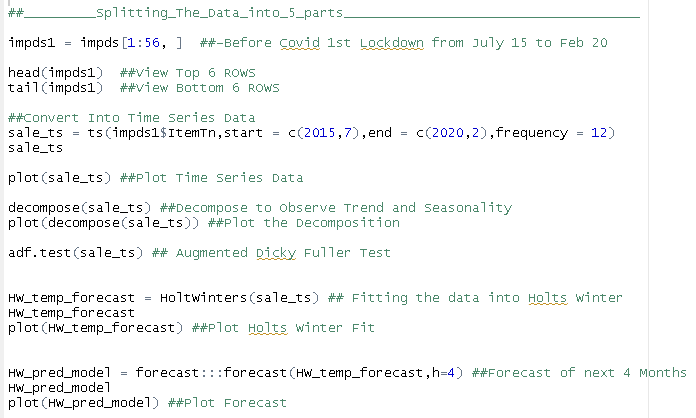 ##_________Splitting_The_Data_into_5_parts_____________________________________
impds1 = impds[1:56, ]  ##-Before Covid 1st Lockdown from July 15 to Feb 20
head(impds1)  ##View Top 6 ROWS
tail(impds1)  ##View Bottom 6 ROWS
##Convert Into Time Series Data
sale_ts = ts(impds1$ItemTn,start = c(2015,7),end = c(2020,2),frequency = 12)
sale_ts
plot(sale_ts) ##Plot Time Series Data
decompose(sale_ts) ##Decompose to Observe Trend and Seasonality
plot(decompose(sale_ts)) ##Plot the Decomposition
adf.test(sale_ts) ## Augmented Dicky Fuller Test
HW_temp_forecast = HoltWinters(sale_ts) ## Fitting the data into Holts Winter
HW_temp_forecast
plot(HW_temp_forecast) ##Plot Holts Winter Fit
HW_pred_model = forecast:::forecast(HW_temp_forecast,h=4) ##Forecast of next 4 Months
HW_pred_model
plot(HW_pred_model) ##Plot Forecast